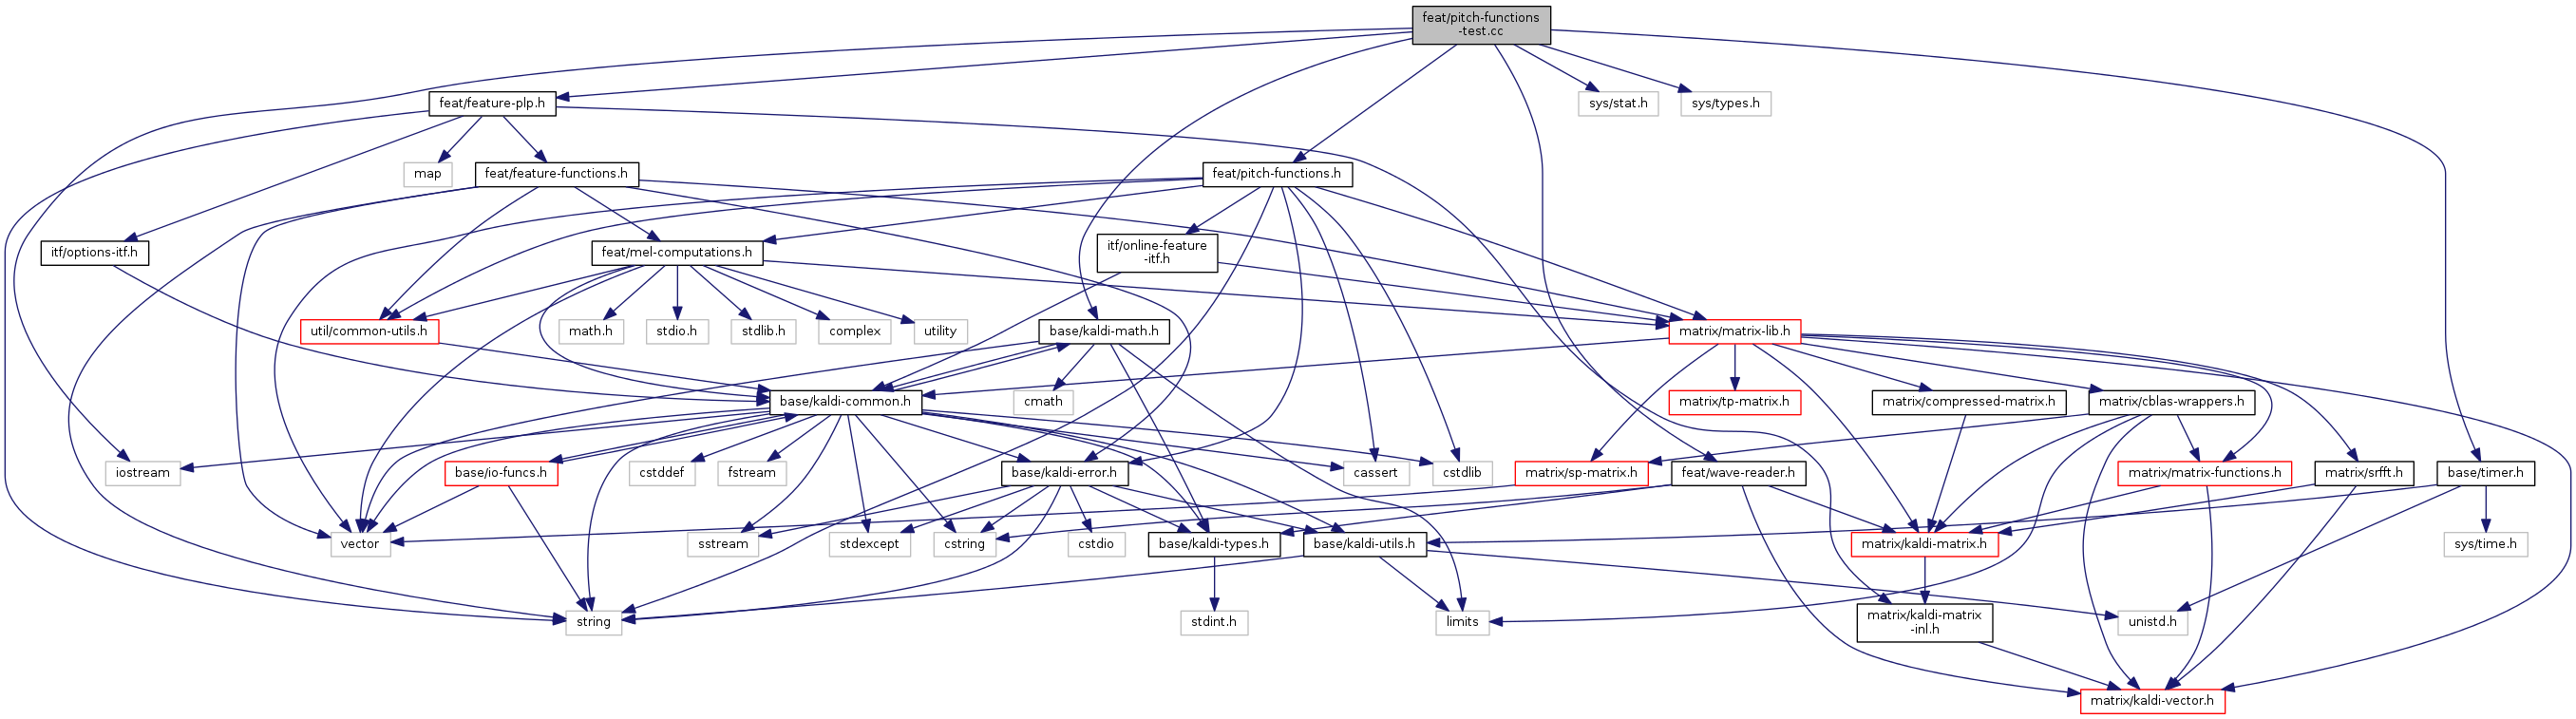 feat/pitch-functions
-test.cc
feat/feature-plp.h
sys/stat.h
sys/types.h
map
feat/feature-functions.h
feat/pitch-functions.h
itf/options-itf.h
feat/mel-computations.h
itf/online-feature
-itf.h
util/common-utils.h
math.h
stdio.h
stdlib.h
complex
utility
base/kaldi-math.h
matrix/matrix-lib.h
base/kaldi-common.h
cmath
matrix/tp-matrix.h
matrix/compressed-matrix.h
matrix/cblas-wrappers.h
iostream
base/io-funcs.h
cstddef
fstream
base/kaldi-error.h
cassert
cstdlib
matrix/sp-matrix.h
feat/wave-reader.h
matrix/matrix-functions.h
matrix/srfft.h
base/timer.h
vector
sstream
stdexcept
cstring
cstdio
base/kaldi-types.h
base/kaldi-utils.h
matrix/kaldi-matrix.h
sys/time.h
string
stdint.h
limits
matrix/kaldi-matrix
-inl.h
unistd.h
matrix/kaldi-vector.h